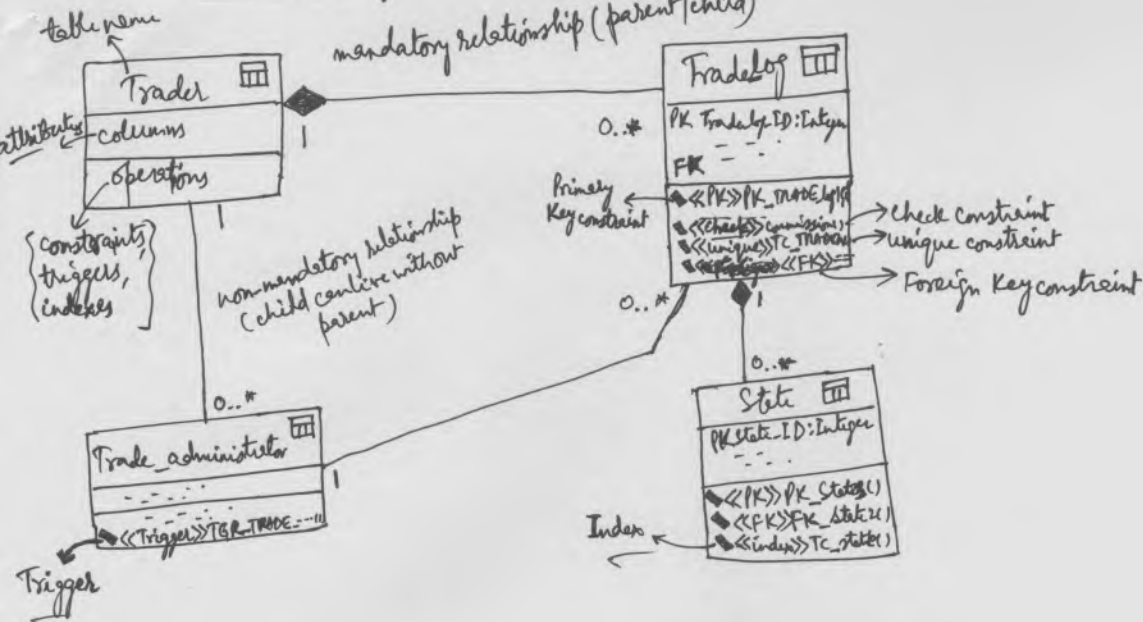 table name
mandatory relationship (parent/child)
Trader
attributes
columns
operations
{constraints,
triggers,
indexes}
1
0..*
TradeLog
PK TradeLog ID:Integer
FK
Primary
Key constraint
<<PK>>PK_TRADE
<<check>>commission()
<<unique>>TC_TRADE
<<FK>>
Check constraint
unique constraint
Foreign Key constraint
1
non-mandatory relationship
(child can live without
parent)
0..*
0..*
1
1
0..*
Trade_administrator
<<Trigger>>TGR_TRADE
Trigger
State
PK State_ID:Integer
<<PK>>PK_State()
<<FK>>FK_State()
<<index>>TC_State()
Index